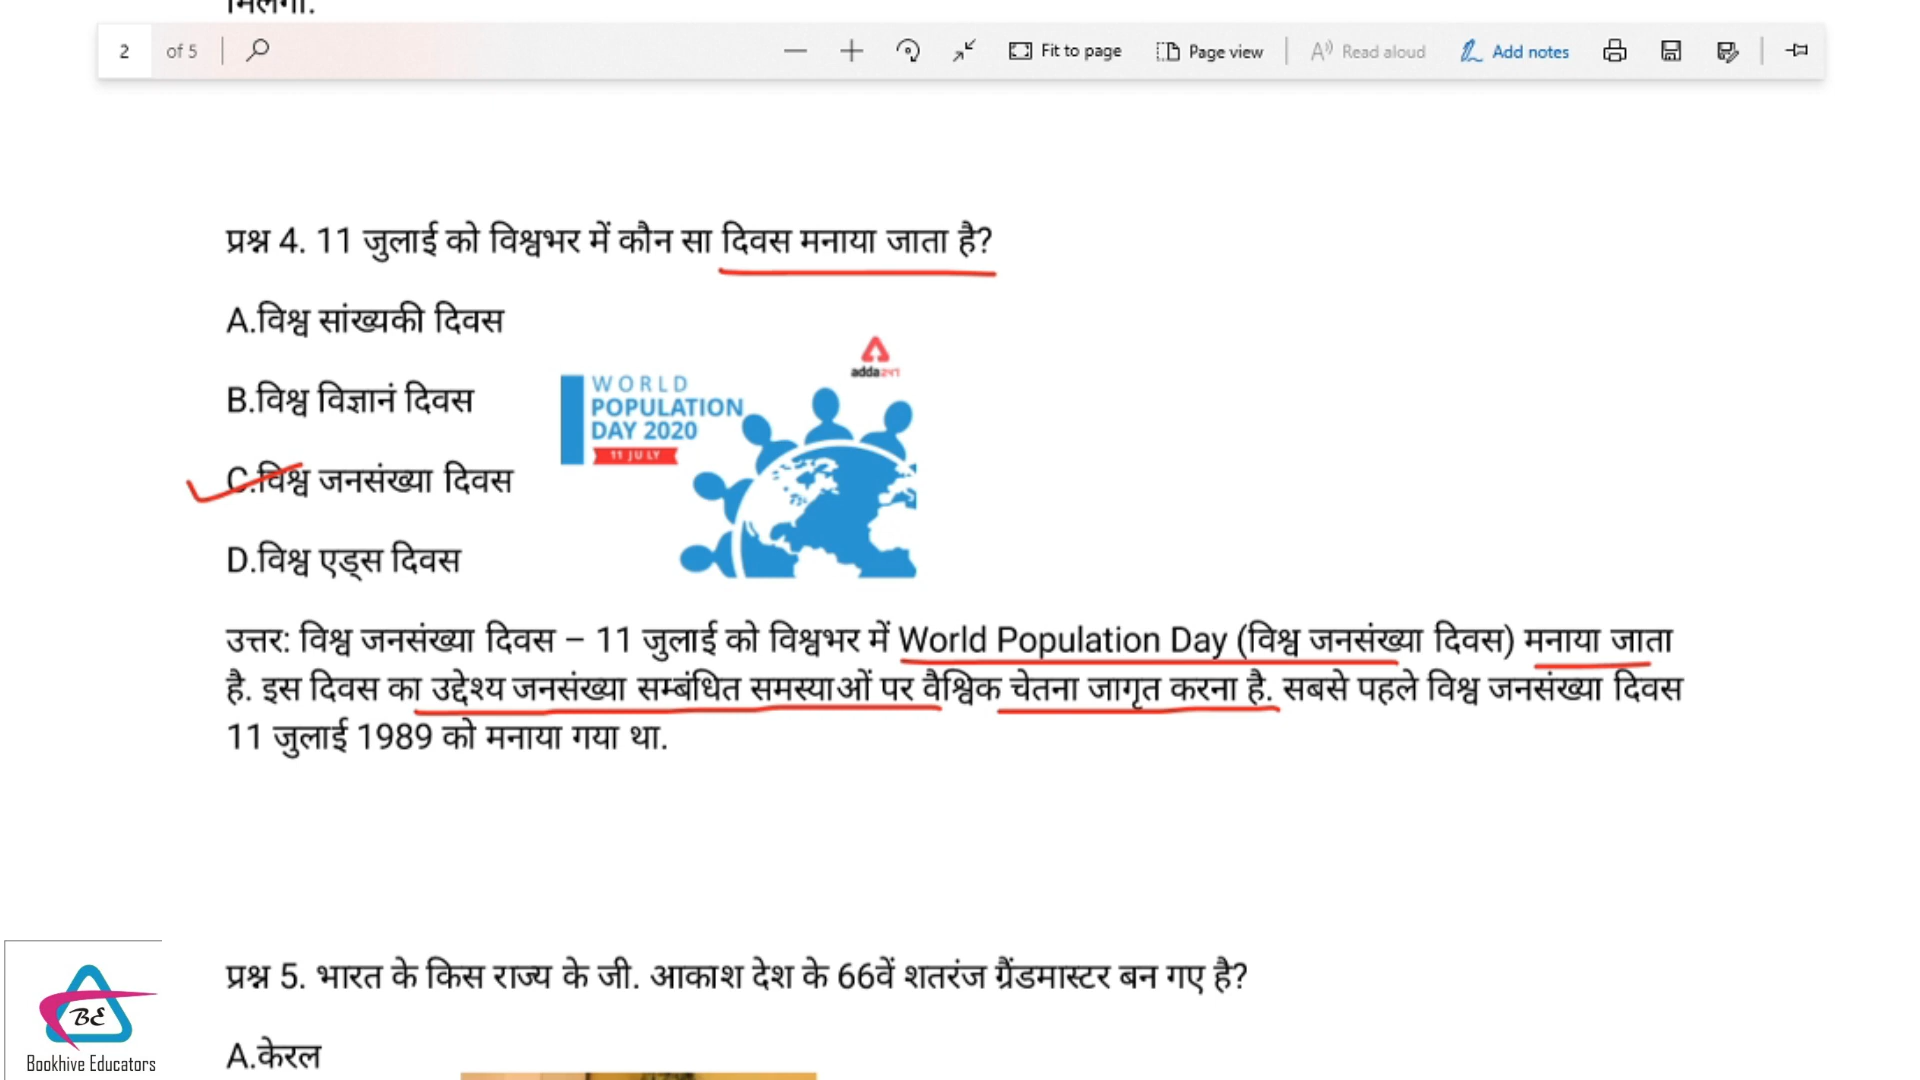 मिलेगा.
2 of 5 Fit to page Page view Read aloud Add notes
प्रश्न 4. 11 जुलाई को विश्वभर में कौन सा दिवस मनाया जाता है?
A.विश्व सांख्यकी दिवस
B.विश्व विज्ञानं दिवस
C.विश्व जनसंख्या दिवस
D.विश्व एड्स दिवस
adda247
WORLD
POPULATION
DAY 2020
11 JULY
उत्तर: विश्व जनसंख्या दिवस – 11 जुलाई को विश्वभर में World Population Day (विश्व जनसंख्या दिवस) मनाया जाता
है. इस दिवस का उद्देश्य जनसंख्या सम्बंधित समस्याओं पर वैश्विक चेतना जागृत करना है. सबसे पहले विश्व जनसंख्या दिवस
11 जुलाई 1989 को मनाया गया था.
प्रश्न 5. भारत के किस राज्य के जी. आकाश देश के 66वें शतरंज ग्रैंडमास्टर बन गए है?
A.केरल
BE
Bookhive Educators